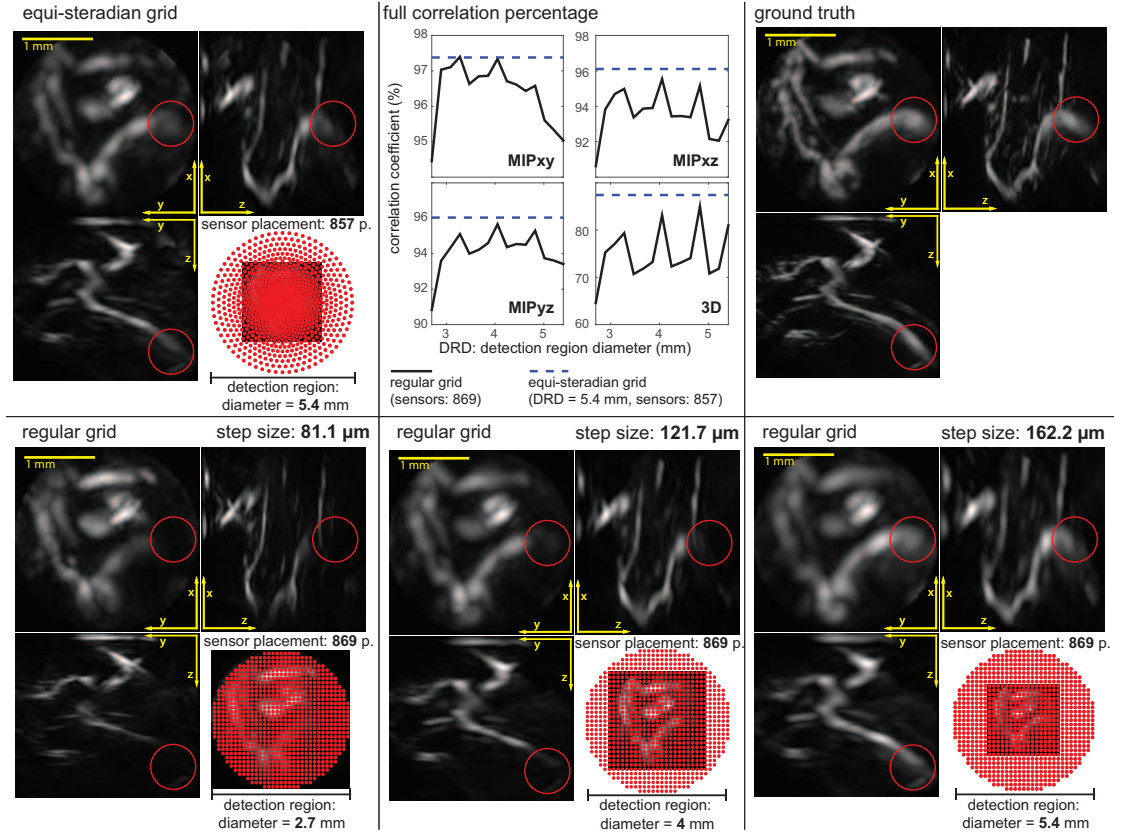 equi-steradian grid
1 mm
x
x
y
z
y
z
sensor placement: 857 p.
detection region:
diameter = 5.4 mm
full correlation percentage
correlation coefficient (%)
98
97
96
95
94
MIPxy
98
96
94
92
MIPxz
96
94
92
90
3
4
5
MIPyz
80
70
60
3
4
5
3D
DRD: detection region diameter (mm)
regular grid
(sensors: 869)
equi-steradian grid
(DRD = 5.4 mm, sensors: 857)
ground truth
1 mm
x
x
y
z
y
z
regular grid
step size: 81.1 µm
1 mm
x
x
y
z
y
z
sensor placement: 869 p.
detection region:
diameter = 2.7 mm
regular grid
step size: 121.7 µm
1 mm
x
x
y
z
y
z
sensor placement: 869 p.
detection region:
diameter = 4 mm
regular grid
step size: 162.2 µm
1 mm
x
x
y
z
y
z
sensor placement: 869 p.
detection region:
diameter = 5.4 mm